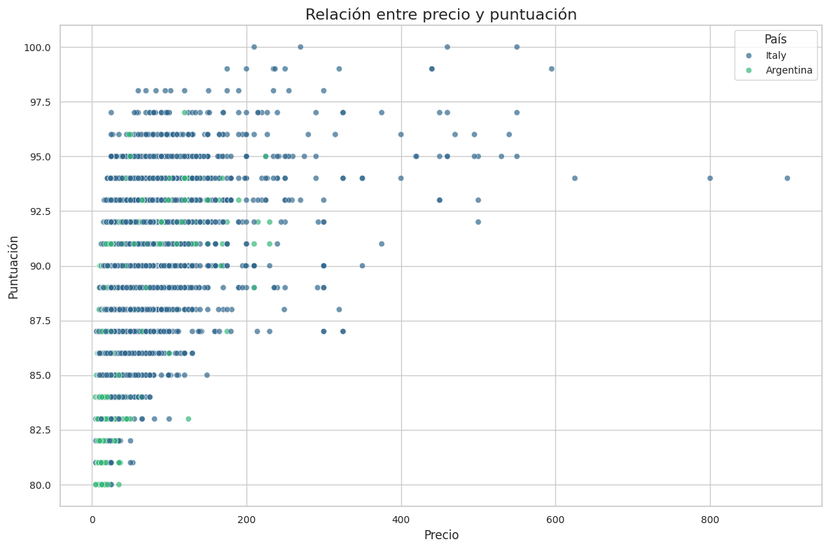 Relación entre precio y puntuación
País
Italy
Argentina
Puntuación
100.0
97.5
95.0
92.5
90.0
87.5
85.0
82.5
80.0
0 200 400 600 800
Precio